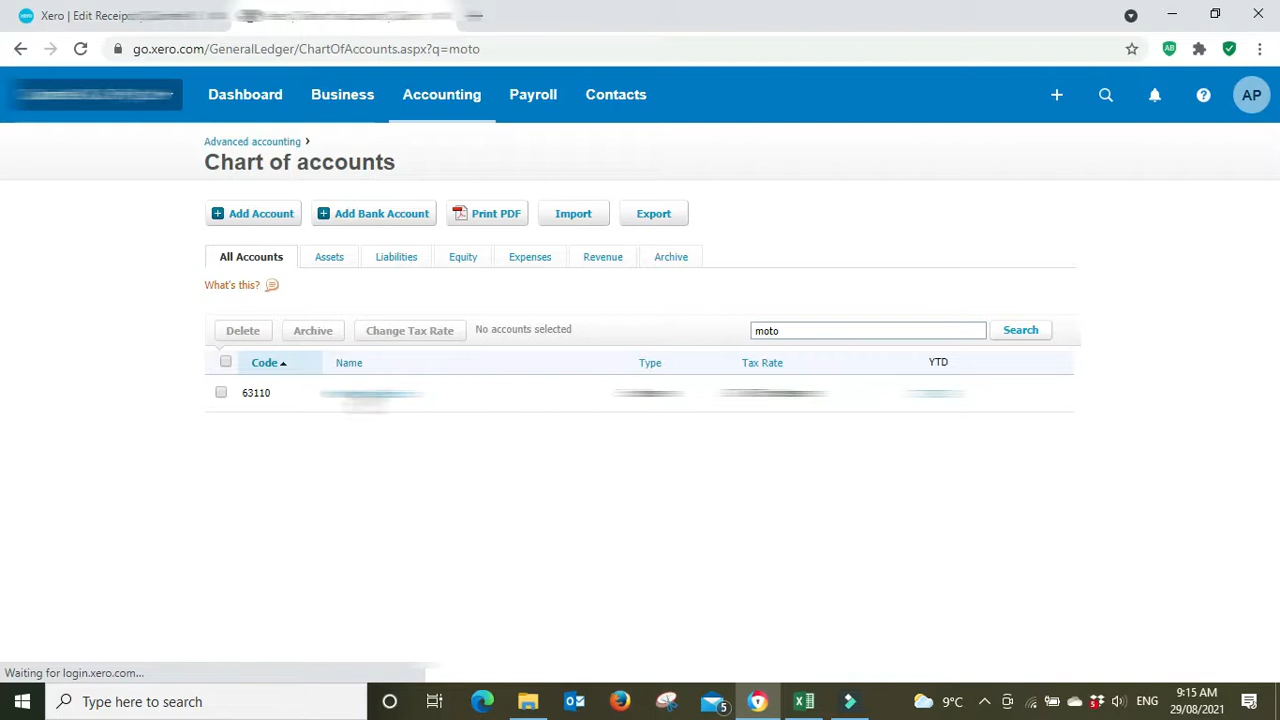 Xero | Edit Receip
go.xero.com/GeneralLedger/ChartOfAccounts.aspx?q=moto
AB
Dashboard Business Accounting Payroll Contacts
AP
Advanced accounting ›
Chart of accounts
Add Account Add Bank Account Print PDF Import Export
All Accounts Assets Liabilities Equity Expenses Revenue Archive
What's this?
Delete Archive Change Tax Rate No accounts selected moto Search
Code Name Type Tax Rate YTD
63110
Waiting for login.xero.com...
Type here to search
5
9°C
ENG
9:15 AM
29/08/2021